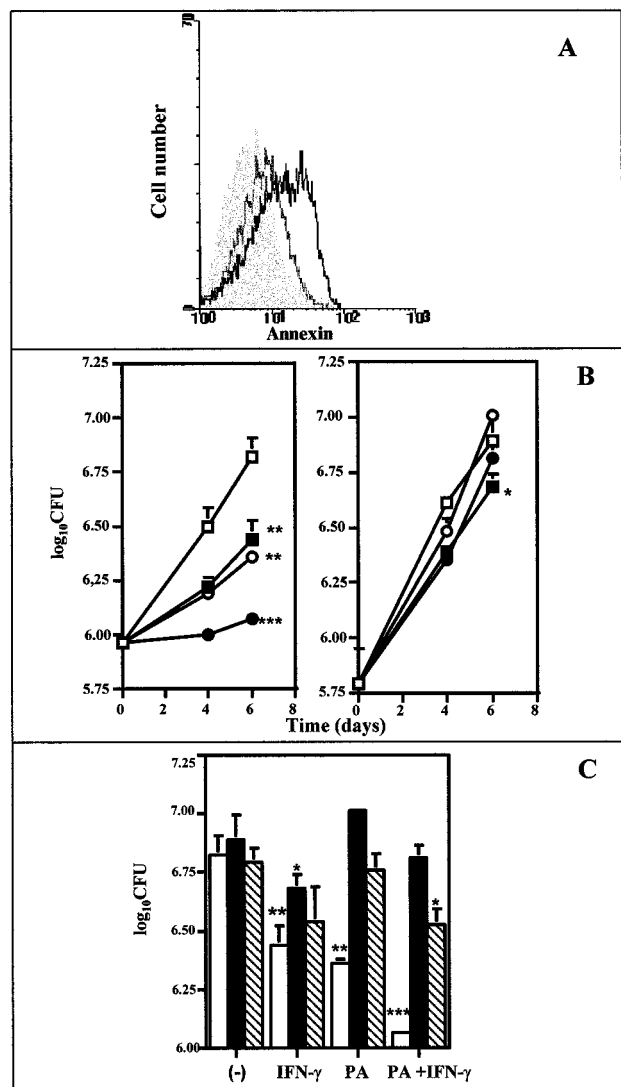 A
70
Cell number
0
10⁰ 10¹ 10² 10³
Annexin
B
7.25 7.25
7.00 7.00
6.75 6.75
6.50 6.50
6.25 6.25
6.00 6.00
5.75 5.75
log₁₀CFU
**
**
***
*
0 2 4 6 8 0 2 4 6 8
Time (days)
C
7.25
7.00
6.75
6.50
6.25
6.00
log₁₀CFU
** * ** *** *
(-) IFN-γ PA PA +IFN-γ